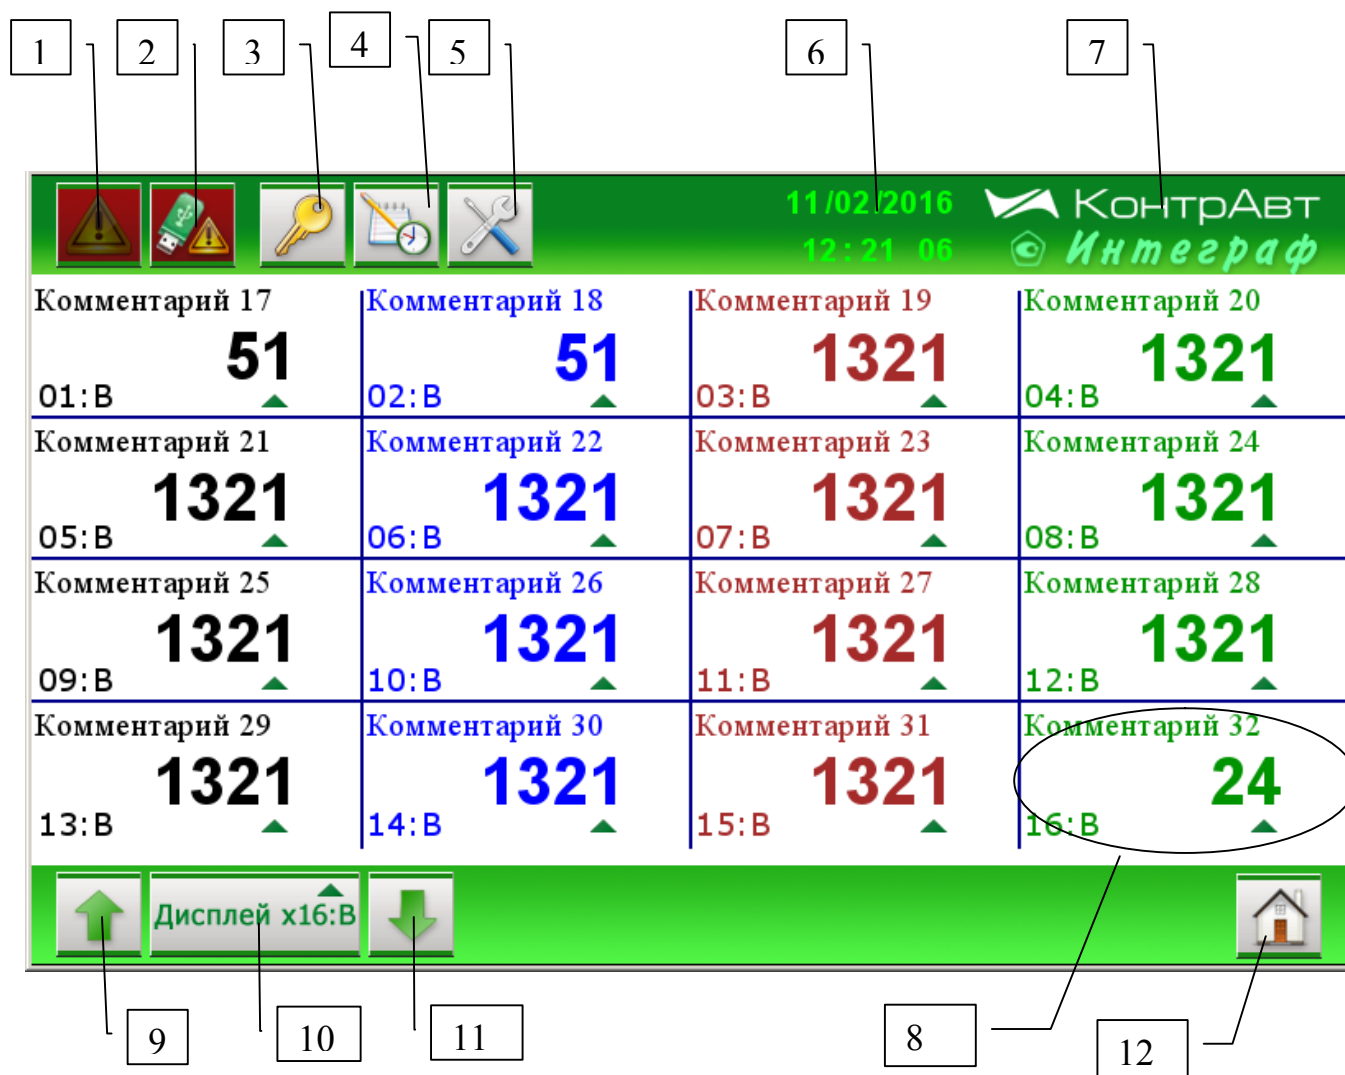 1 2 3 4 5 6 7
11/02/2016 КонтрАвт
12:21 06 Интеграф
Комментарий 17 Комментарий 18 Комментарий 19 Комментарий 20
51 51 1321 1321
01:В 02:В 03:В 04:В
Комментарий 21 Комментарий 22 Комментарий 23 Комментарий 24
1321 1321 1321 1321
05:В 06:В 07:В 08:В
Комментарий 25 Комментарий 26 Комментарий 27 Комментарий 28
1321 1321 1321 1321
09:В 10:В 11:В 12:В
Комментарий 29 Комментарий 30 Комментарий 31 Комментарий 32
1321 1321 1321 24
13:В 14:В 15:В 16:В
Дисплей x16:В
9 10 11 8 12